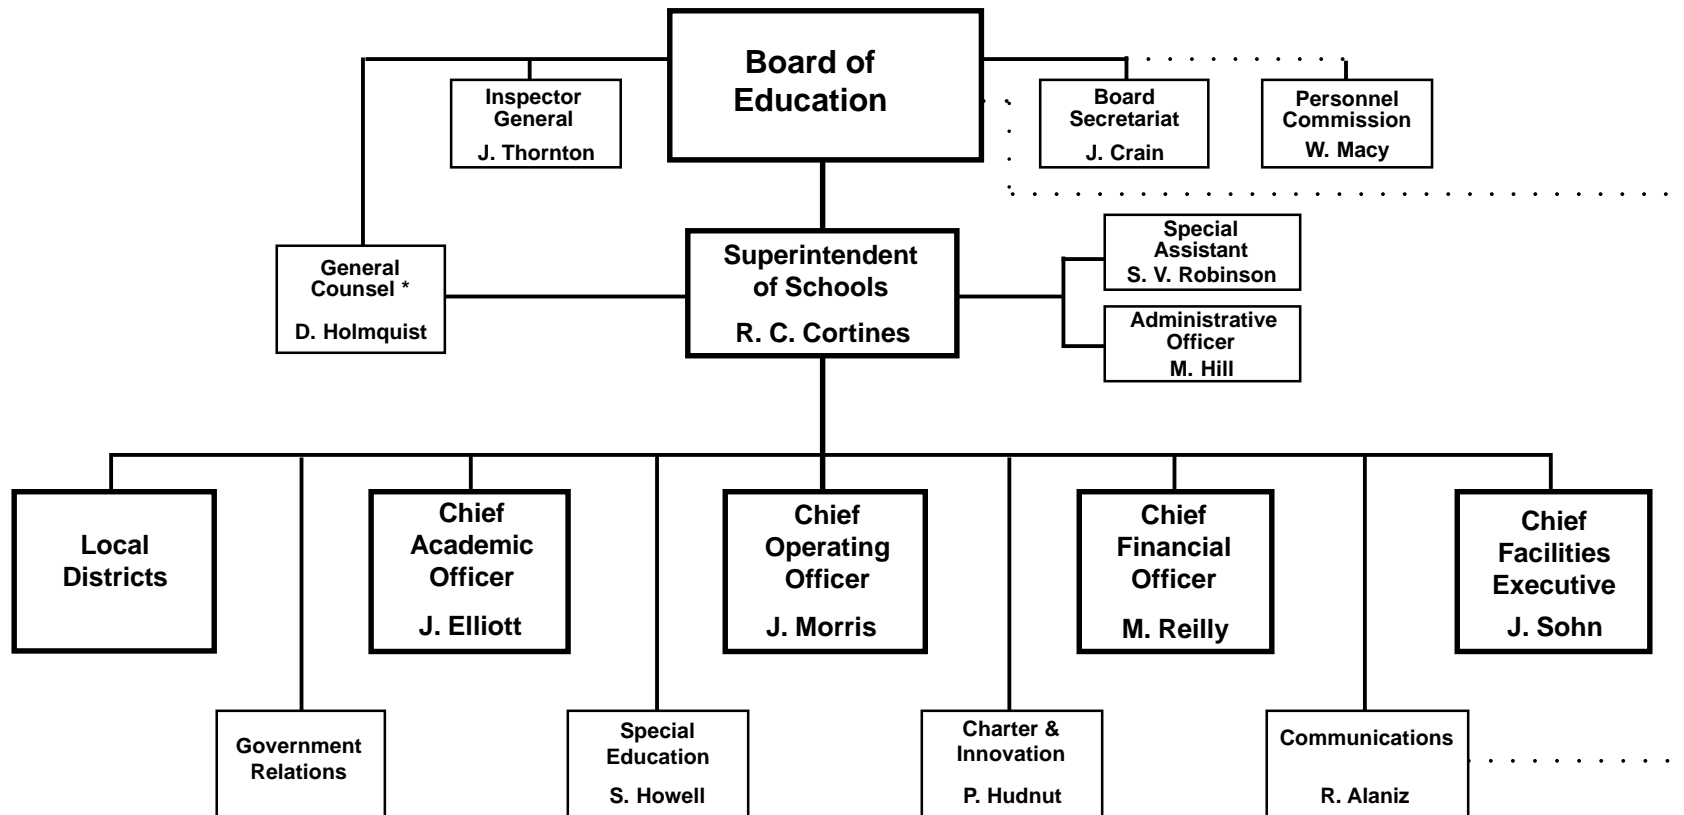 Board of
Education
Inspector
General
J. Thornton
Board
Secretariat
J. Crain
Personnel
Commission
W. Macy
General
Counsel *
D. Holmquist
Superintendent
of Schools
R. C. Cortines
Special
Assistant
S. V. Robinson
Administrative
Officer
M. Hill
Local
Districts
Chief
Academic
Officer
J. Elliott
Chief
Operating
Officer
J. Morris
Chief
Financial
Officer
M. Reilly
Chief
Facilities
Executive
J. Sohn
Government
Relations
Special
Education
S. Howell
Charter &
Innovation
P. Hudnut
Communications
R. Alaniz